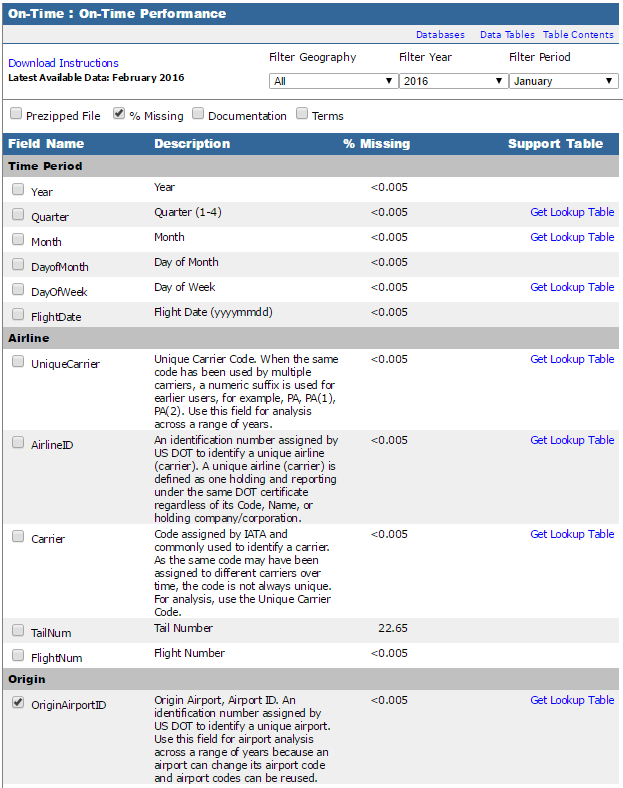 On-Time : On-Time Performance
Databases Data Tables Table Contents
Download Instructions
Latest Available Data: February 2016
Filter Geography Filter Year Filter Period
All 2016 January
Prezipped File % Missing Documentation Terms
Field Name Description % Missing Support Table
Time Period
Year Year <0.005
Quarter Quarter (1-4) <0.005 Get Lookup Table
Month Month <0.005 Get Lookup Table
DayofMonth Day of Month <0.005
DayOfWeek Day of Week <0.005 Get Lookup Table
FlightDate Flight Date (yyyymmdd) <0.005
Airline
UniqueCarrier Unique Carrier Code. When the same <0.005 Get Lookup Table
code has been used by multiple
carriers, a numeric suffix is used for
earlier users, for example, PA, PA(1),
PA(2). Use this field for analysis
across a range of years.
AirlineID An identification number assigned by <0.005 Get Lookup Table
US DOT to identify a unique airline
(carrier). A unique airline (carrier) is
defined as one holding and reporting
under the same DOT certificate
regardless of its Code, Name, or
holding company/corporation.
Carrier Code assigned by IATA and <0.005 Get Lookup Table
commonly used to identify a carrier.
As the same code may have been
assigned to different carriers over
time, the code is not always unique.
For analysis, use the Unique Carrier
Code.
TailNum Tail Number 22.65
FlightNum Flight Number <0.005
Origin
OriginAirportID Origin Airport, Airport ID. An <0.005 Get Lookup Table
identification number assigned by
US DOT to identify a unique airport.
Use this field for airport analysis
across a range of years because an
airport can change its airport code
and airport codes can be reused.